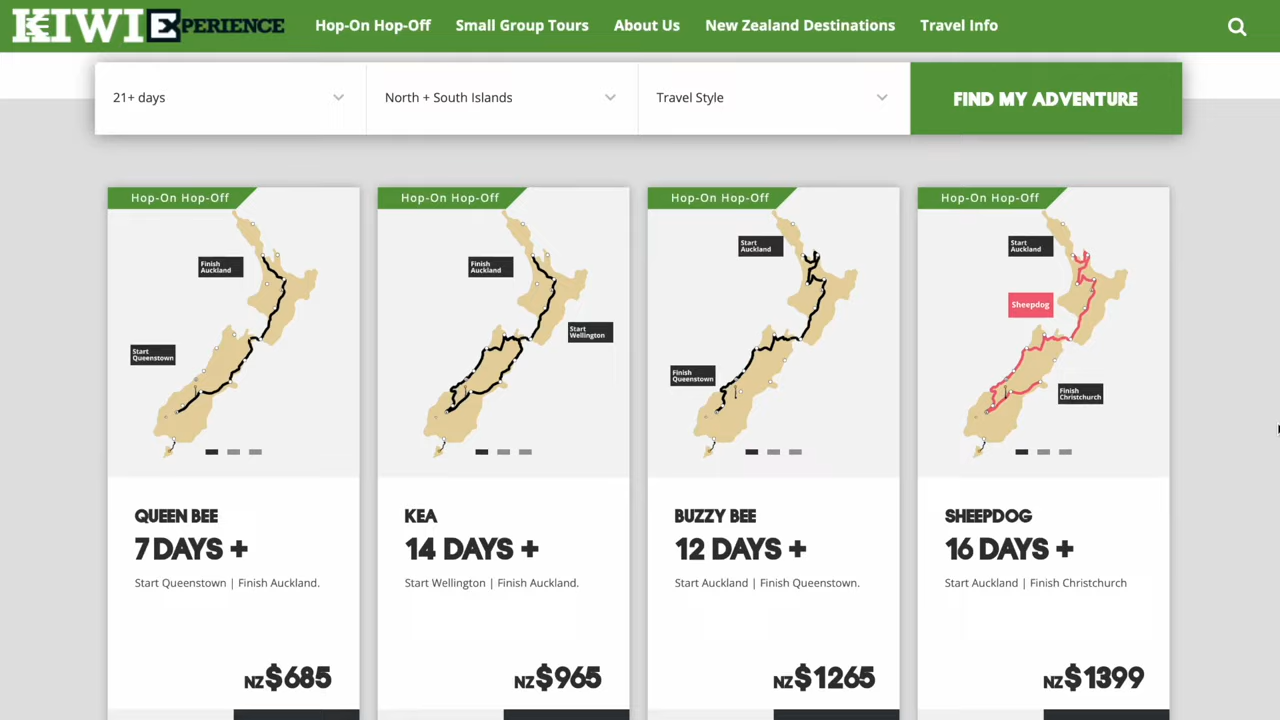 KIWI EXPERIENCE
Hop-On Hop-Off
Small Group Tours
About Us
New Zealand Destinations
Travel Info
21+ days
North + South Islands
Travel Style
FIND MY ADVENTURE
Hop-On Hop-Off
Finish
Auckland
Start
Queenstown
QUEEN BEE
7 DAYS +
Start Queenstown | Finish Auckland.
NZ$685
Hop-On Hop-Off
Finish
Auckland
Start
Wellington
KEA
14 DAYS +
Start Wellington | Finish Auckland.
NZ$965
Hop-On Hop-Off
Start
Auckland
Finish
Queenstown
BUZZY BEE
12 DAYS +
Start Auckland | Finish Queenstown.
NZ$1265
Hop-On Hop-Off
Start
Auckland
Sheepdog
Finish
Christchurch
SHEEPDOG
16 DAYS +
Start Auckland | Finish Christchurch
NZ$1399